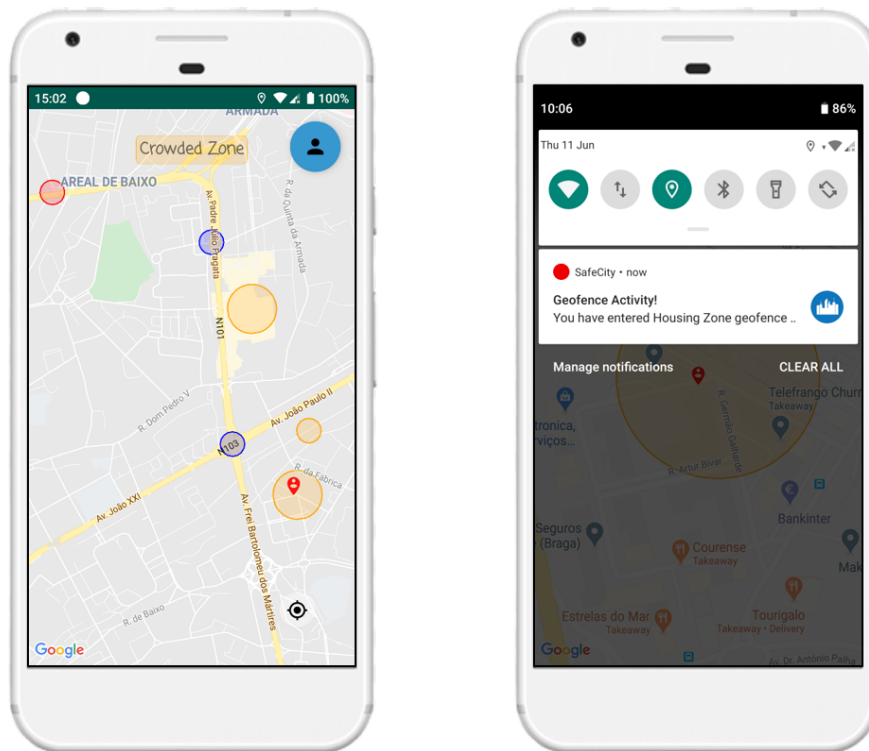 15:02
100%
ARMADA
Crowded Zone
AREAL DE BAIXO
Av. Padre Júlio Fragata
R. da Quinta da Armada
N101
R. Dom Pedro V
Av. João Paulo II
N103
R. da Fábrica
Av. João XXI
Av. Frei Bartolomeu dos Mártires
R. de Baixo
Google
10:06
86%
Thu 11 Jun
SafeCity • now
Geofence Activity!
You have entered Housing Zone geofence ..
Manage notifications
CLEAR ALL
Telefrango Churr
Takeaway
R. Germão Galharde
tronica,
rviços...
R. Artur Bivar
Bankinter
Seguros
(Braga)
Courense
Takeaway
Mak
Estrelas do Mar
Takeaway
Tourigalo
Takeaway • Delivery
Google
Av. Dr. António Palha